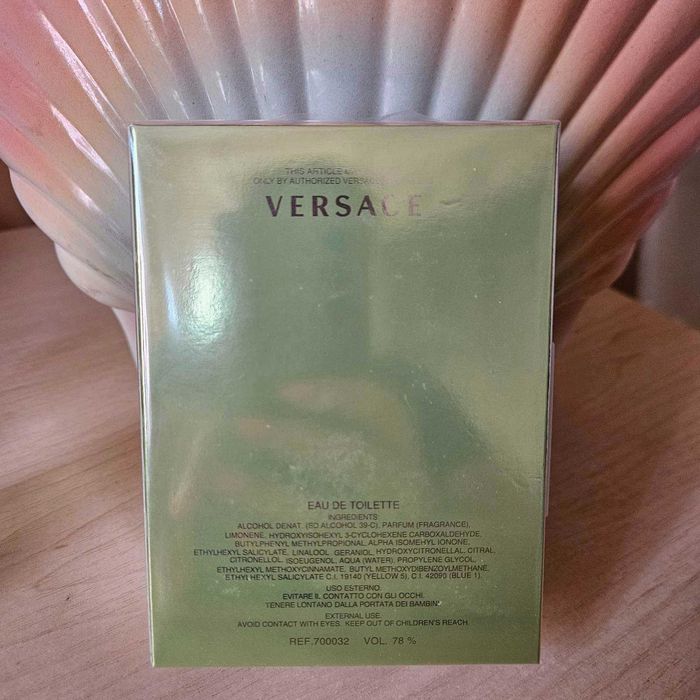 THIS ARTICLE
ONLY BY AUTHORIZED
VERSACE
EAU DE TOILETTE
INGREDIENTS:
ALCOHOL DENAT. (SD ALCOHOL 39-C), PARFUM (FRAGRANCE),
LIMONENE, HYDROXYISOHEXYL 3-CYCLOHEXENE CARBOXALDEHYDE,
BUTYLPHENYL METHYLPROPIONAL, ALPHA ISOMEHYL IONONE,
ETHYLHEXYL SALICYLATE, LINALOOL, GERANIOL, HYDROXYCITRONELLAL, CITRAL,
CITRONELLOL, ISOEUGENOL, AQUA (WATER), PROPYLENE GLYCOL,
ETHYLHEXYL METHOXYCINNAMATE, BUTYL METHOXYDIBENZOYLMETHANE,
ETHYLHEXYL SALICYLATE C.I. 19140 (YELLOW 5), C.I. 42090 (BLUE 1).
USO ESTERNO.
EVITARE IL CONTATTO CON GLI OCCHI.
TENERE LONTANO DALLA PORTATA DEI BAMBINI.
EXTERNAL USE.
AVOID CONTACT WITH EYES. KEEP OUT OF CHILDREN'S REACH.
REF.700032 VOL. 78 %